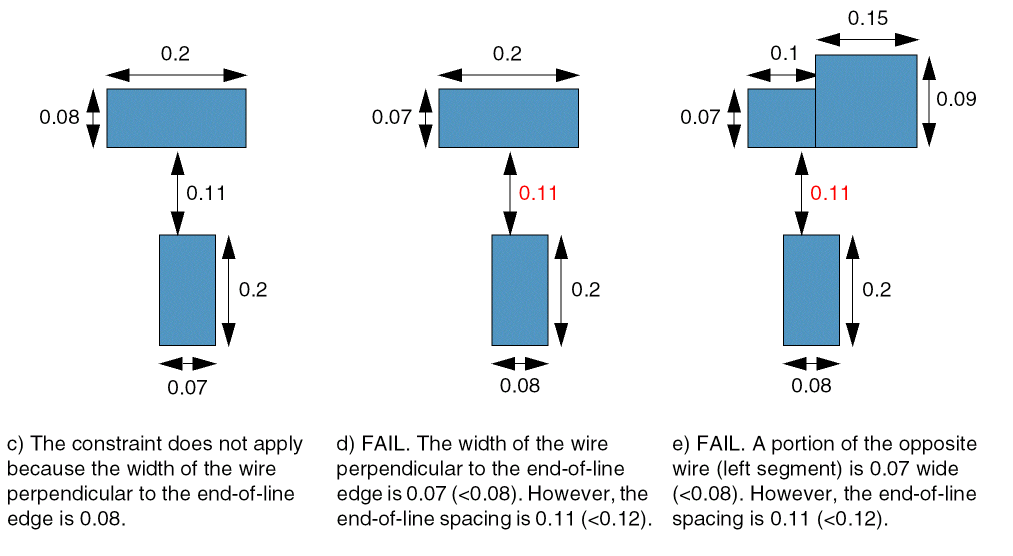 0.2
0.08
0.11
0.2
0.07
c) The constraint does not apply
because the width of the wire
perpendicular to the end-of-line
edge is 0.08.
0.2
0.07
0.11
0.2
0.08
d) FAIL. The width of the wire
perpendicular to the end-of-line
edge is 0.07 (<0.08). However, the
end-of-line spacing is 0.11 (<0.12).
0.15
0.1
0.07
0.09
0.11
0.2
0.08
e) FAIL. A portion of the opposite
wire (left segment) is 0.07 wide
(<0.08). However, the end-of-line
spacing is 0.11 (<0.12).